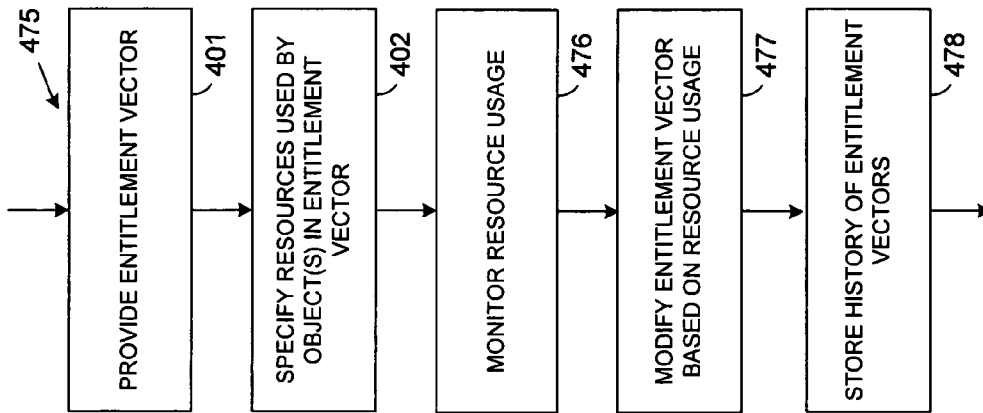 475
PROVIDE ENTITLEMENT VECTOR
401
SPECIFY RESOURCES USED BY
OBJECT(S) IN ENTITLEMENT
VECTOR
402
MONITOR RESOURCE USAGE
476
MODIFY ENTITLEMENT VECTOR
BASED ON RESOURCE USAGE
477
STORE HISTORY OF ENTITLEMENT
VECTORS
478